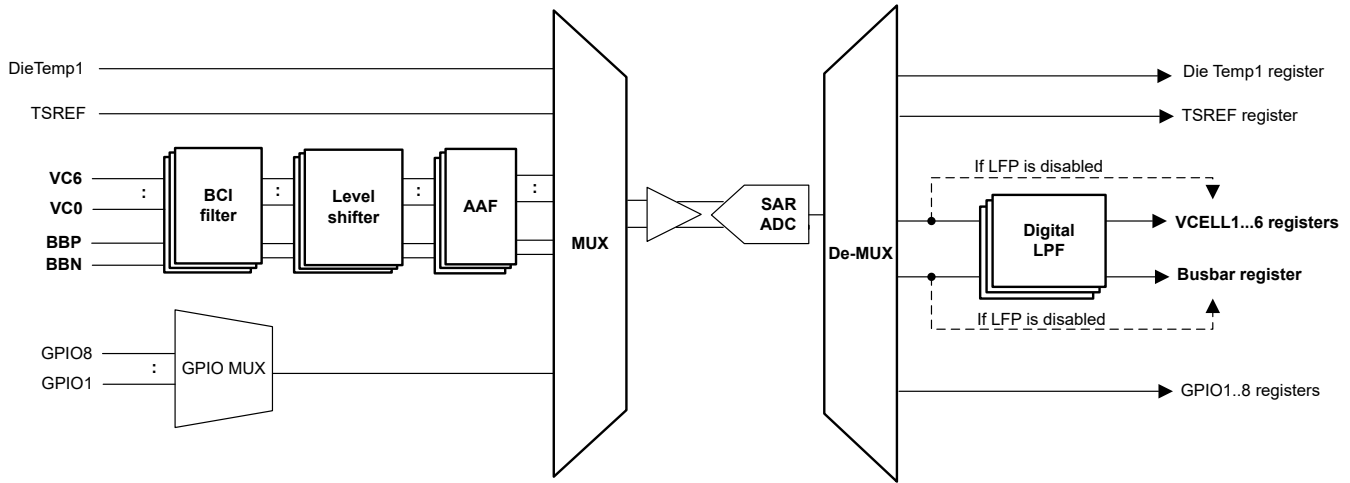 DieTemp1
TSREF
VC6
:
VC0
BBP
BBN
BCI
filter
:
Level
shifter
:
AAF
:
GPIO8
:
GPIO1
GPIO MUX
MUX
SAR
ADC
De-MUX
Die Temp1 register
TSREF register
If LFP is disabled
Digital
LPF
VCELL1...6 registers
Busbar register
If LFP is disabled
GPIO1..8 registers